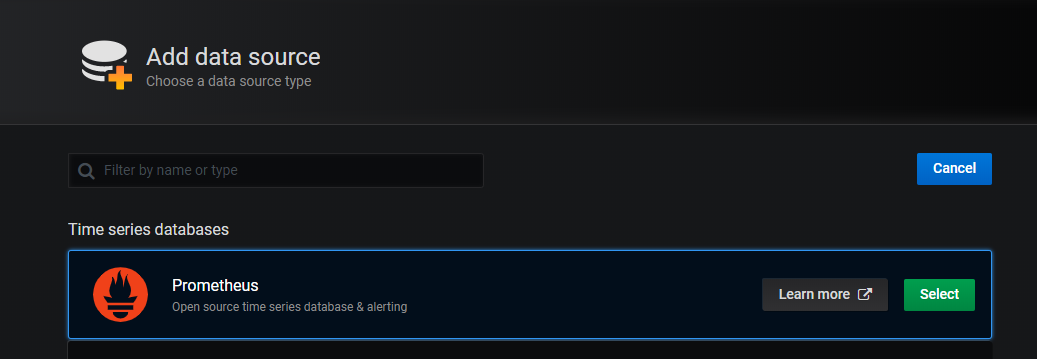 Add data source
Choose a data source type
Filter by name or type
Cancel
Time series databases
Prometheus
Open source time series database & alerting
Learn more
Select